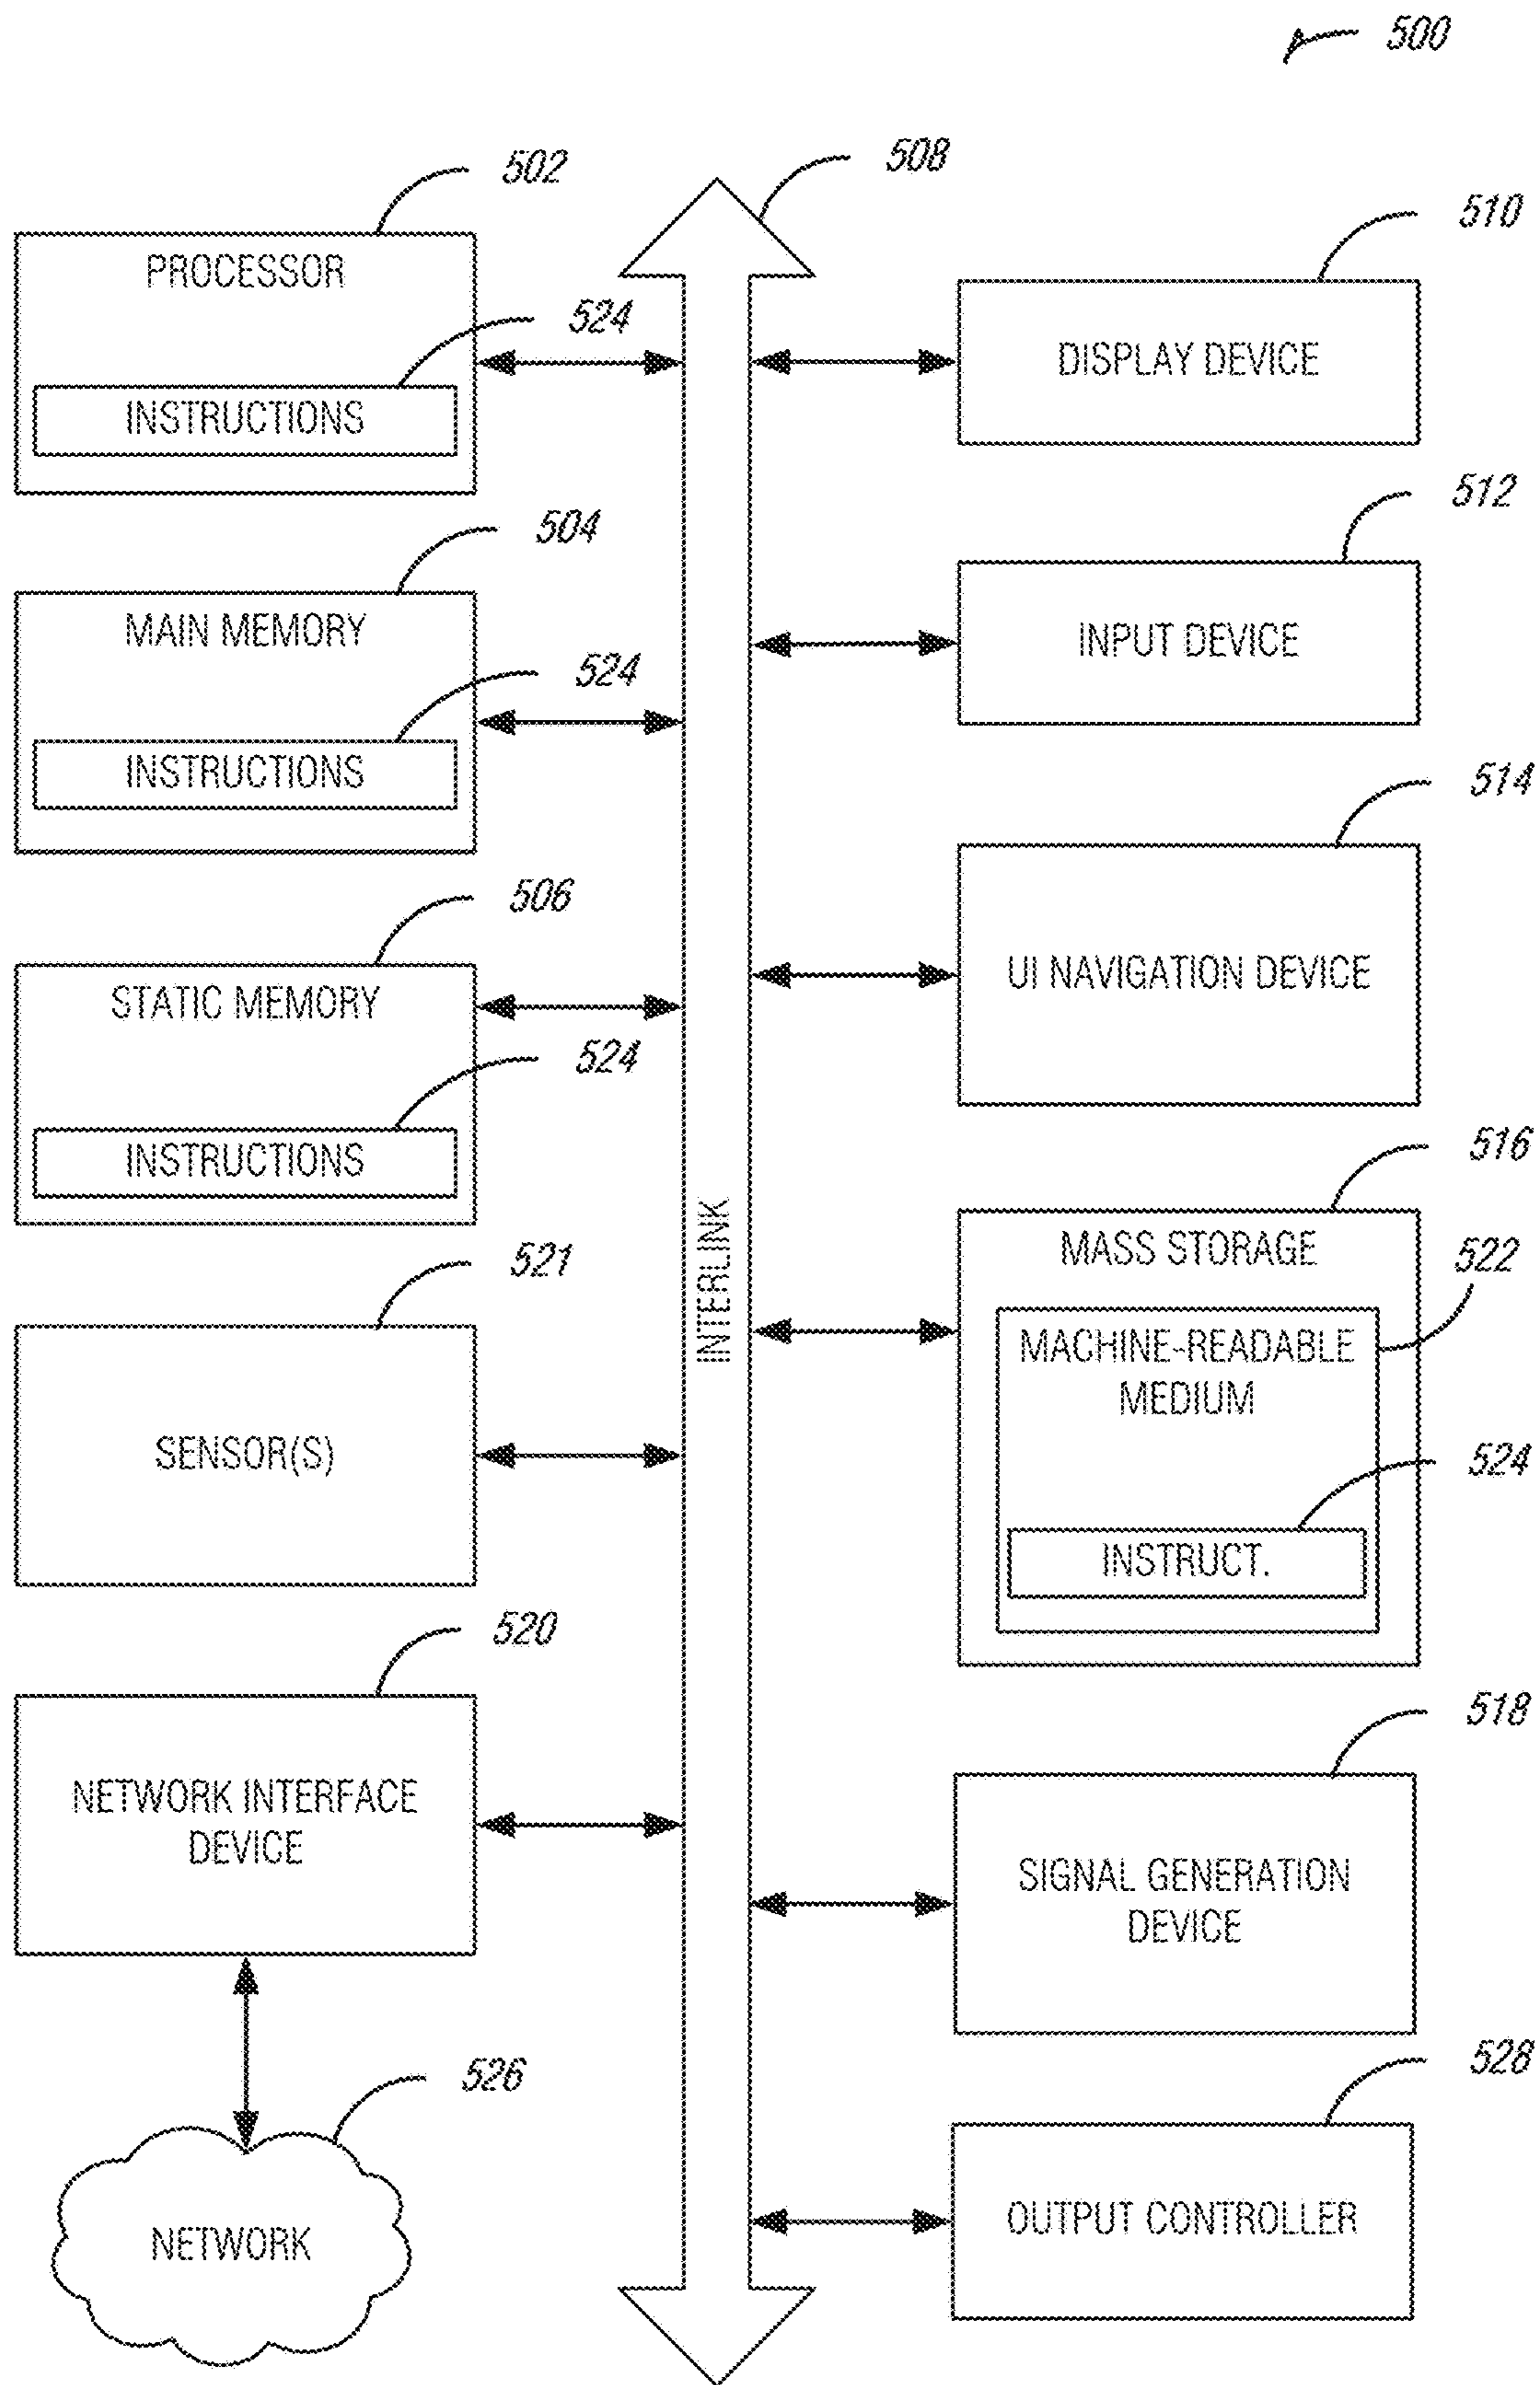 500
502
508
510
PROCESSOR
524
INSTRUCTIONS
DISPLAY DEVICE
504
512
MAIN MEMORY
524
INSTRUCTIONS
INPUT DEVICE
506
514
STATIC MEMORY
524
INSTRUCTIONS
UI NAVIGATION DEVICE
521
516
INTERLINK
MASS STORAGE
522
MACHINE-READABLE
MEDIUM
SENSOR(S)
524
INSTRUCT.
520
518
NETWORK INTERFACE
DEVICE
SIGNAL GENERATION
DEVICE
526
528
NETWORK
OUTPUT CONTROLLER